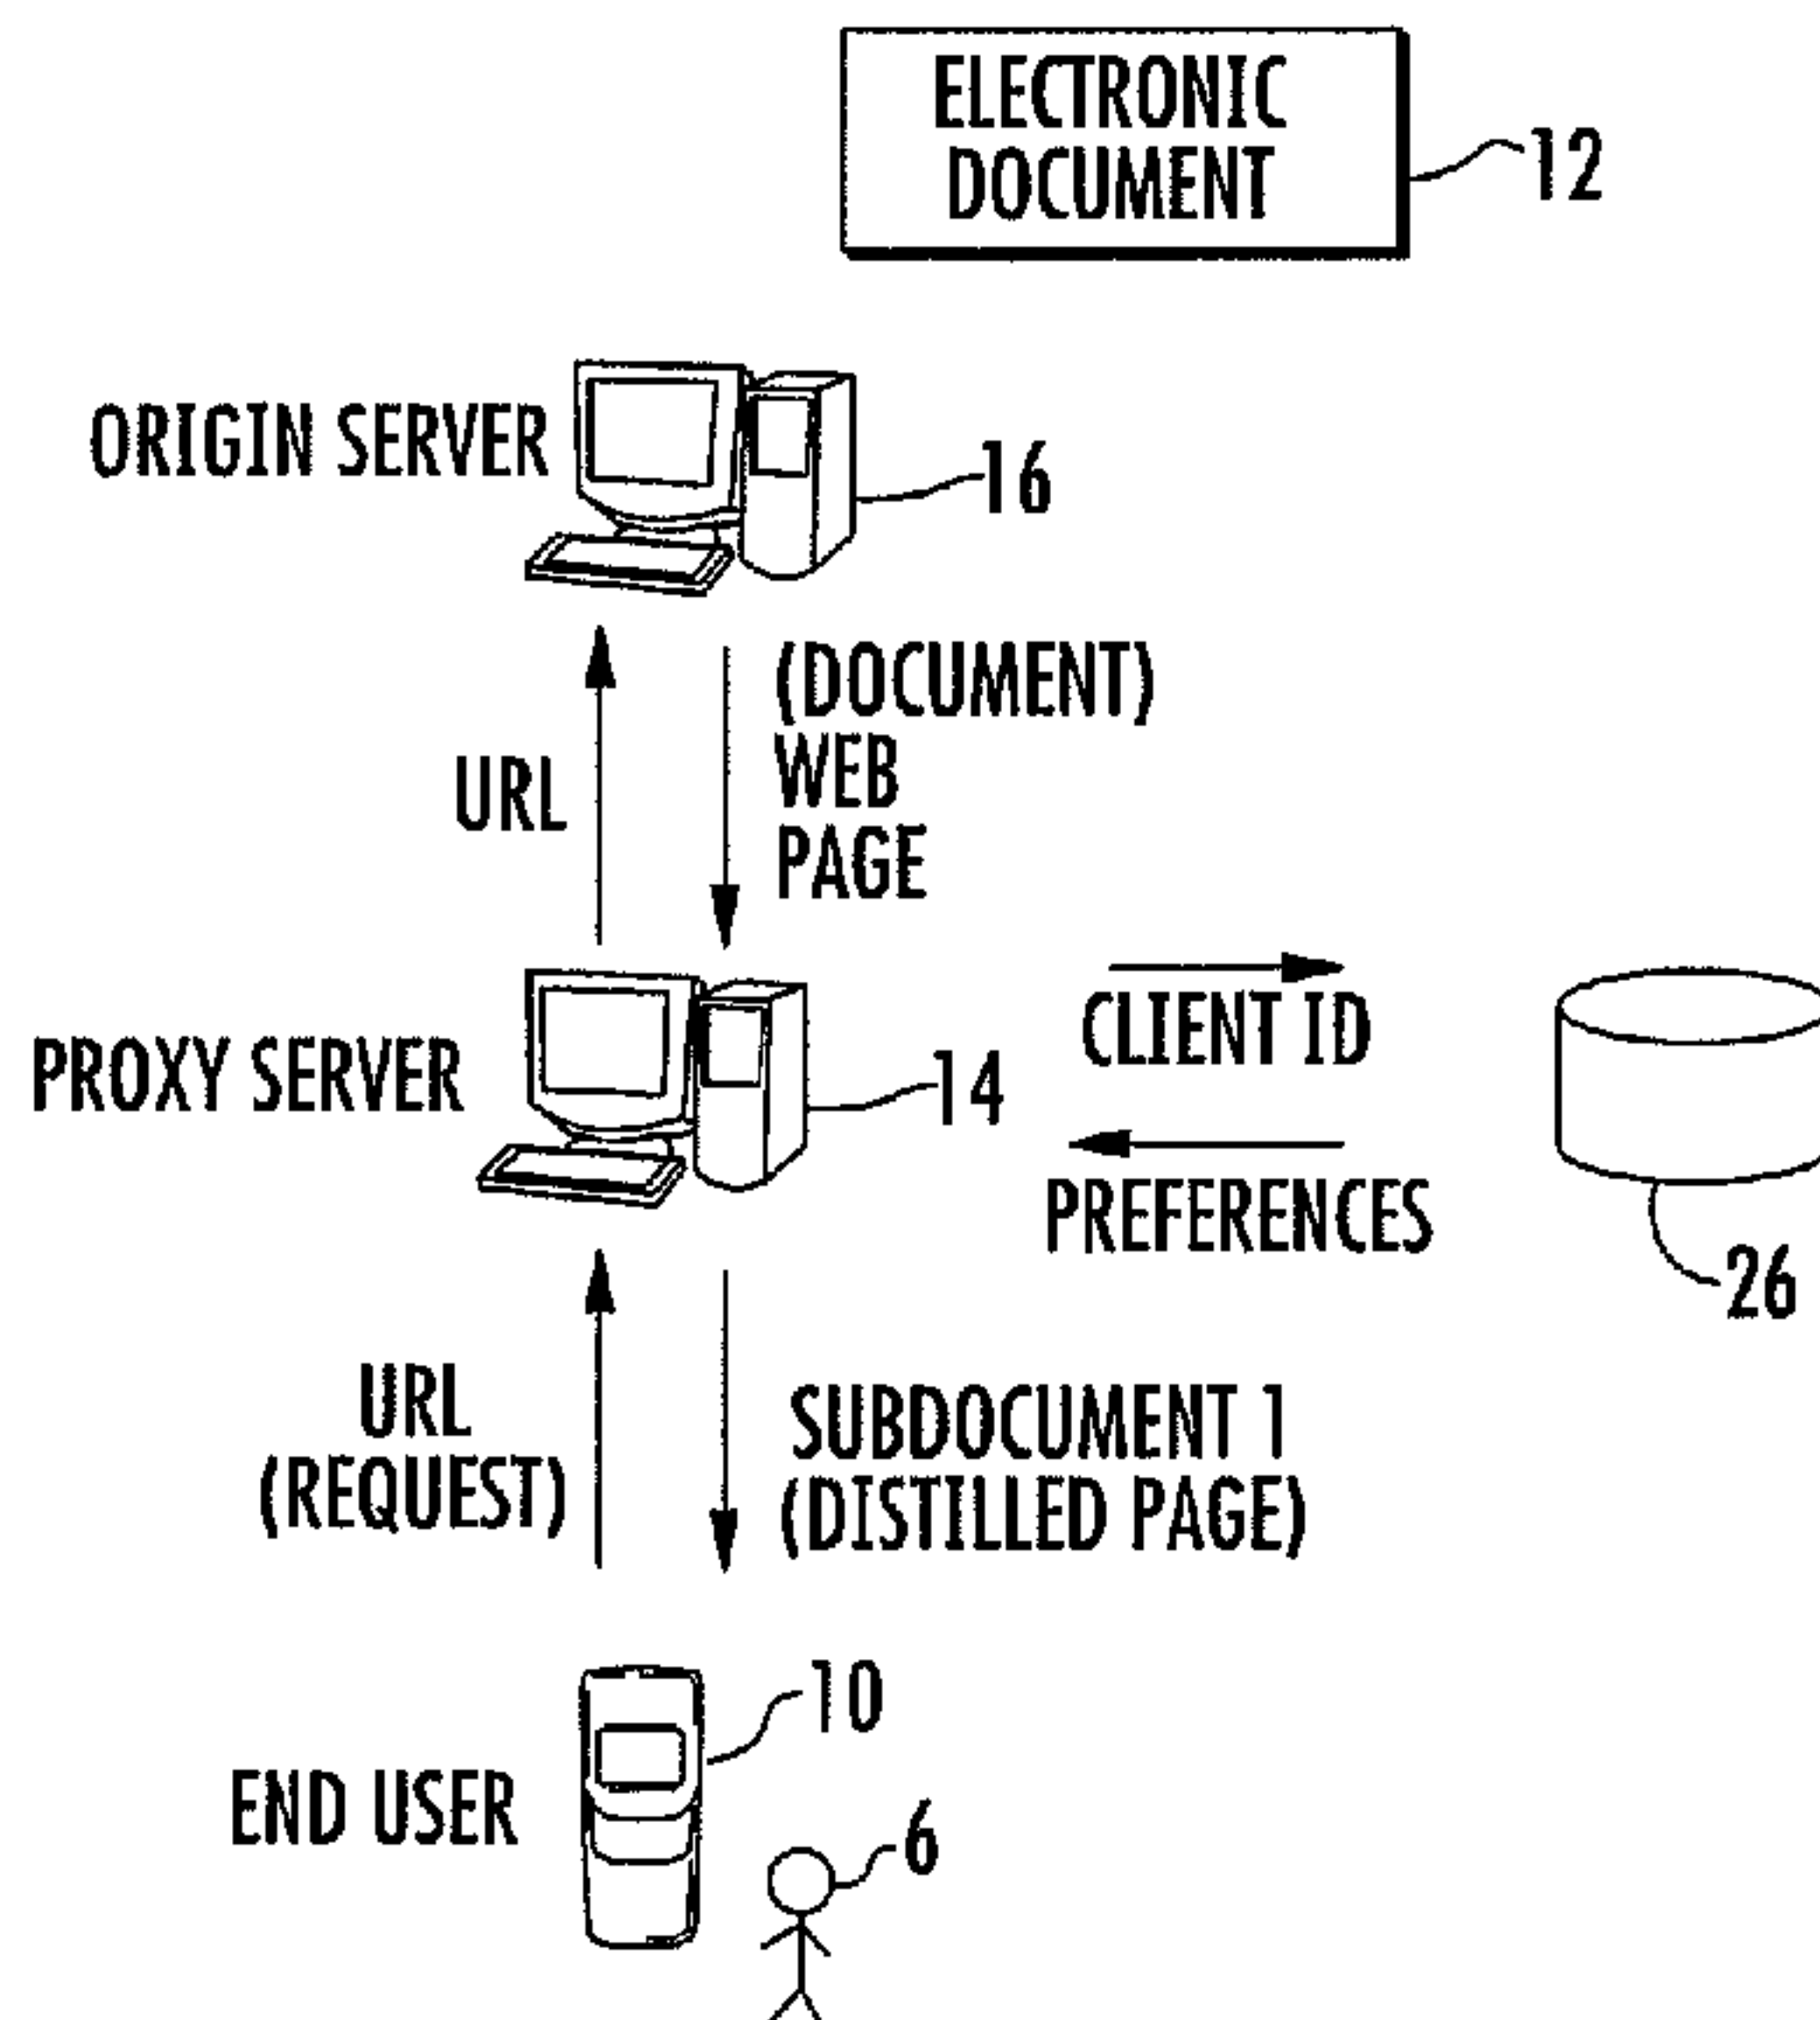 ELECTRONIC
DOCUMENT
12
ORIGIN SERVER
16
URL
(DOCUMENT)
WEB
PAGE
PROXY SERVER
14
CLIENT ID
PREFERENCES
26
URL
(REQUEST)
SUBDOCUMENT 1
(DISTILLED PAGE)
10
END USER
6